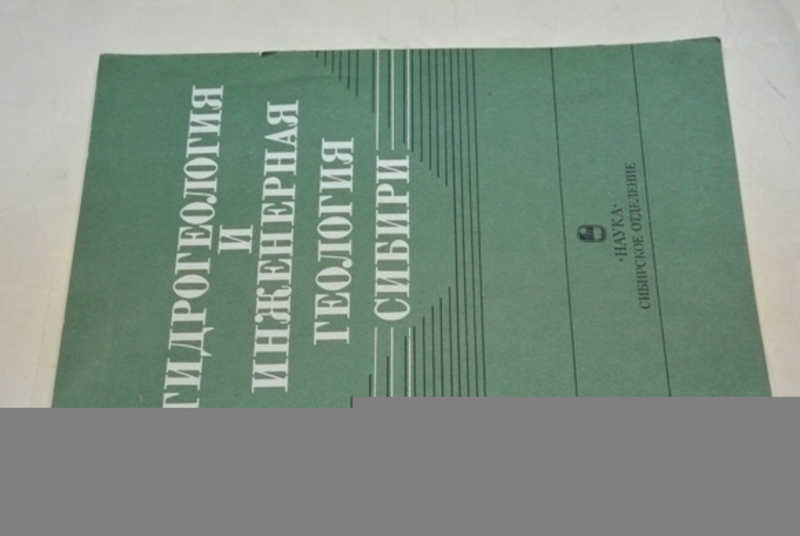 ГИДРОГЕОЛОГИЯ
И
ИНЖЕНЕРНАЯ
ГЕОЛОГИЯ
СИБИРИ
·НАУКА·
СИБИРСКОЕ ОТДЕЛЕНИЕ